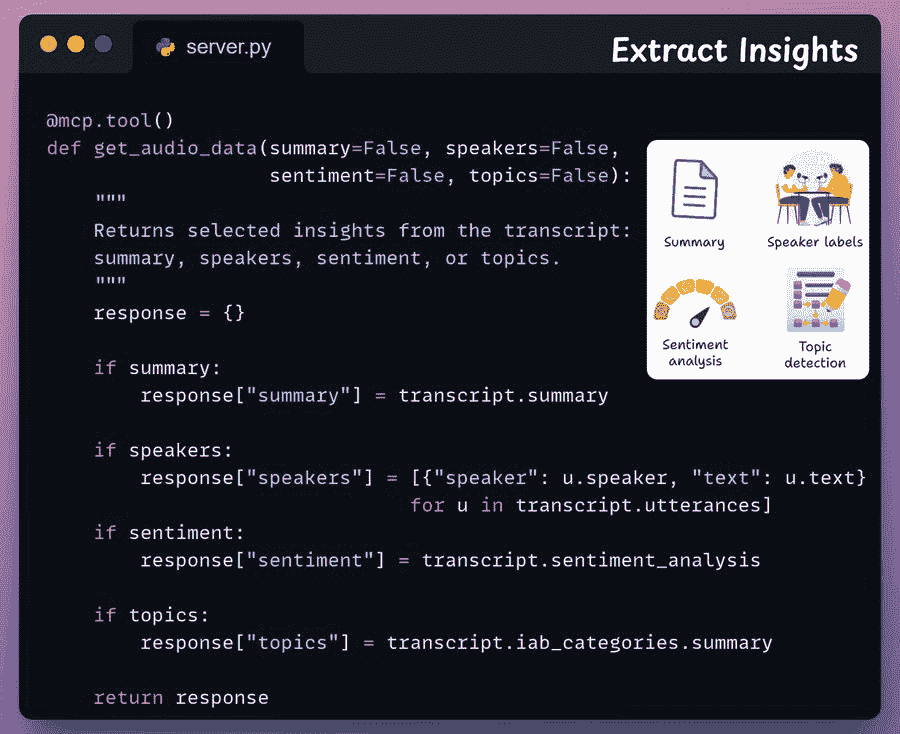 server.py
Extract Insights
@mcp.tool()
def get_audio_data(summary=False, speakers=False,
                   sentiment=False, topics=False):
    """
    Returns selected insights from the transcript:
    summary, speakers, sentiment, or topics.
    """
    response = {}
    if summary:
        response["summary"] = transcript.summary
    if speakers:
        response["speakers"] = [{"speaker": u.speaker, "text": u.text}
                               for u in transcript.utterances]
    if sentiment:
        response["sentiment"] = transcript.sentiment_analysis
    if topics:
        response["topics"] = transcript.iab_categories.summary
    return response
Summary
Speaker labels
Sentiment
analysis
Topic
detection